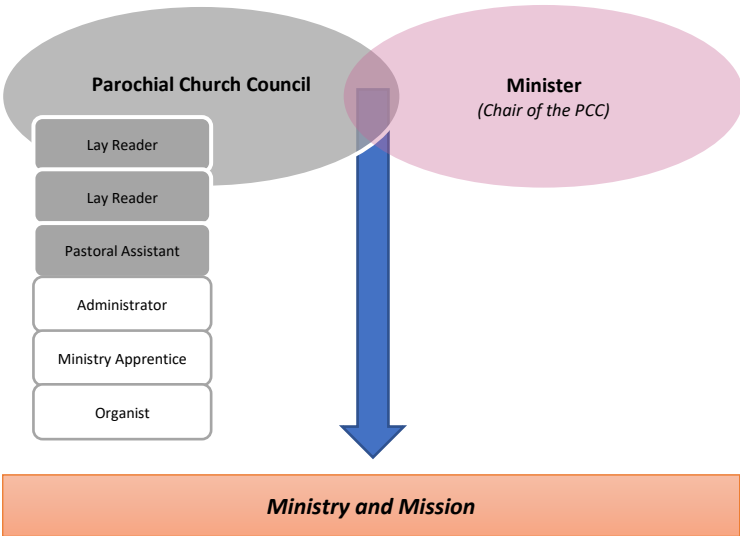 Parochial Church Council
Minister
(Chair of the PCC)
Lay Reader
Lay Reader
Pastoral Assistant
Administrator
Ministry Apprentice
Organist
Ministry and Mission